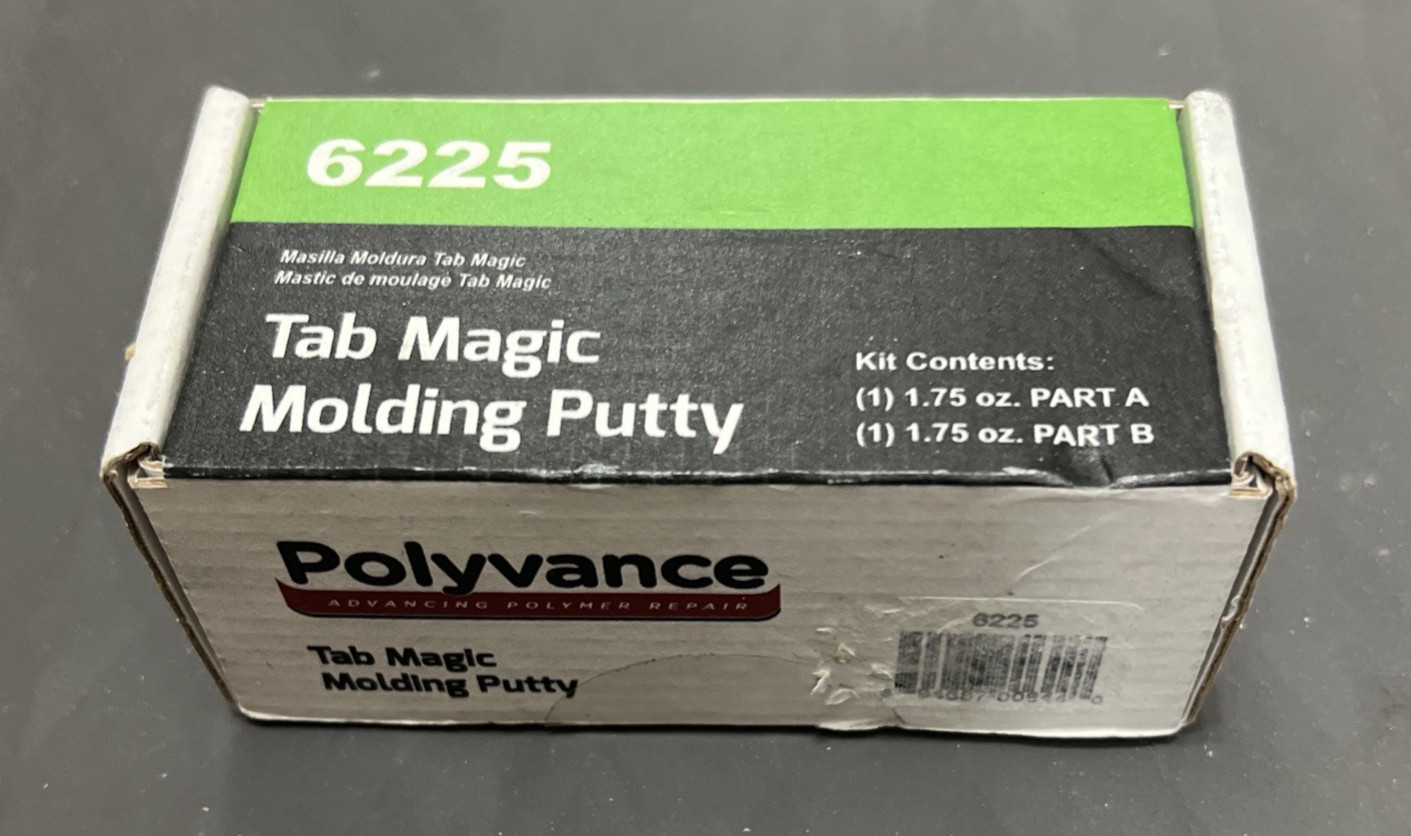 6225
Masilla Moldura Tab Magic
Mastic de moulage Tab Magic
Tab Magic
Molding Putty
Kit Contents:
(1) 1.75 oz. PART A
(1) 1.75 oz. PART B
Polyvance
ADVANCING POLYMER REPAIR
Tab Magic
Molding Putty
6225